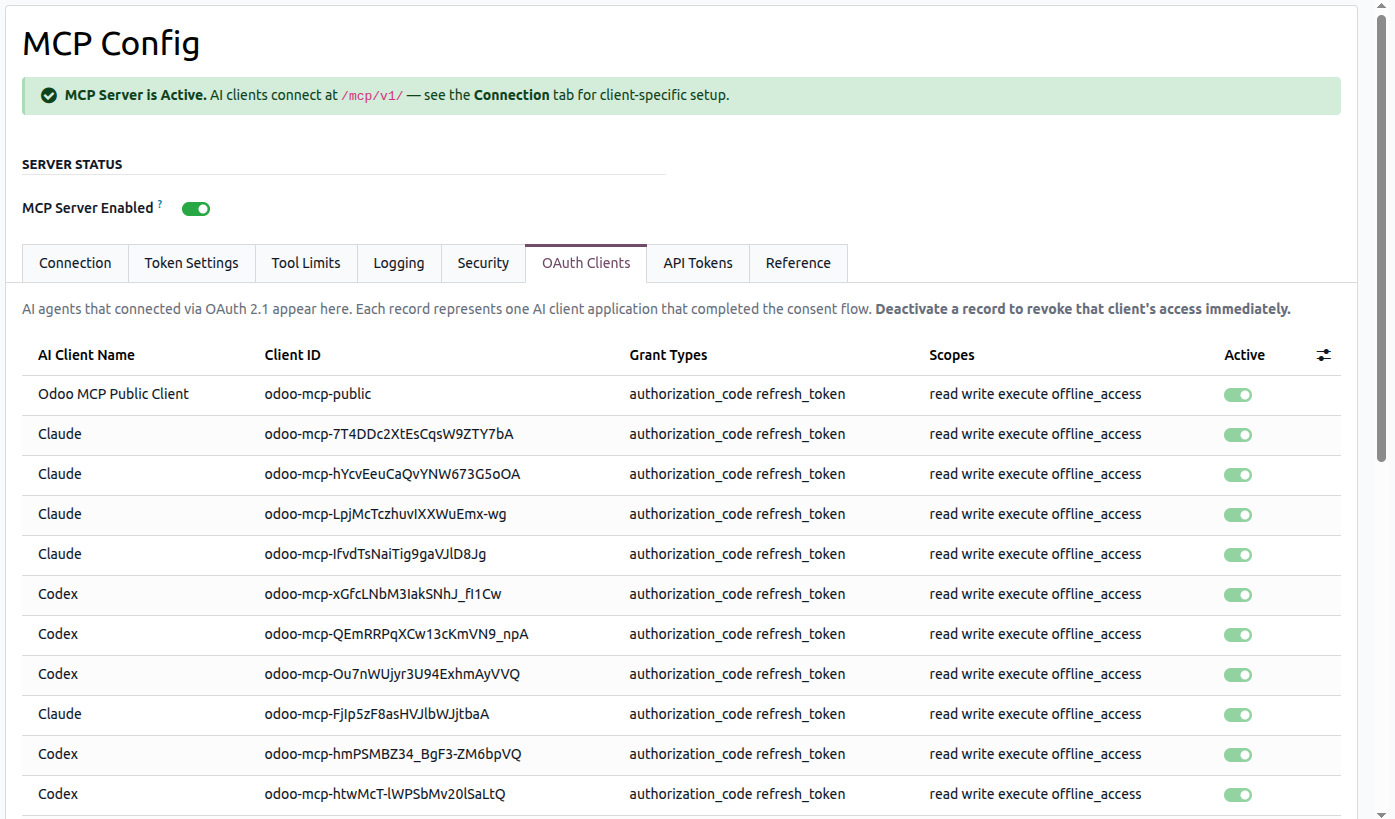 MCP Config
MCP Server is Active. AI clients connect at /mcp/v1/ — see the Connection tab for client-specific setup.
SERVER STATUS
MCP Server Enabled ?
Connection Token Settings Tool Limits Logging Security OAuth Clients API Tokens Reference
AI agents that connected via OAuth 2.1 appear here. Each record represents one AI client application that completed the consent flow. Deactivate a record to revoke that client's access immediately.
AI Client Name Client ID Grant Types Scopes Active
Odoo MCP Public Client odoo-mcp-public authorization_code refresh_token read write execute offline_access
Claude odoo-mcp-7T4DDc2XtEsCqsW9ZTY7bA authorization_code refresh_token read write execute offline_access
Claude odoo-mcp-hYcvEeuCaQvYNW673G5oOA authorization_code refresh_token read write execute offline_access
Claude odoo-mcp-LpjMcTczhuvIXXWuEmx-wg authorization_code refresh_token read write execute offline_access
Claude odoo-mcp-IfvdTsNaiTig9gaVJlD8Jg authorization_code refresh_token read write execute offline_access
Codex odoo-mcp-xGfcLNbM3IakSNhJ_fI1Cw authorization_code refresh_token read write execute offline_access
Codex odoo-mcp-QEmRRPqXCw13cKmVN9_npA authorization_code refresh_token read write execute offline_access
Codex odoo-mcp-Ou7nWUjyr3U94ExhmAyVVQ authorization_code refresh_token read write execute offline_access
Claude odoo-mcp-FjIp5zF8asHVJlbWJjtbaA authorization_code refresh_token read write execute offline_access
Codex odoo-mcp-hmPSMBZ34_BgF3-ZM6bpVQ authorization_code refresh_token read write execute offline_access
Codex odoo-mcp-htwMcT-lWPSbMv20lSaLtQ authorization_code refresh_token read write execute offline_access